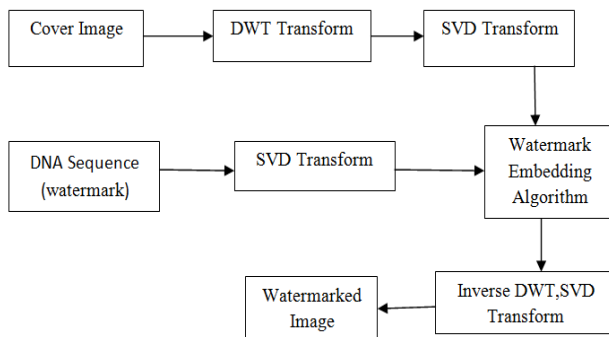 Cover Image
DWT Transform
SVD Transform
DNA Sequence
(watermark)
SVD Transform
Watermark
Embedding
Algorithm
Watermarked
Image
Inverse DWT,SVD
Transform